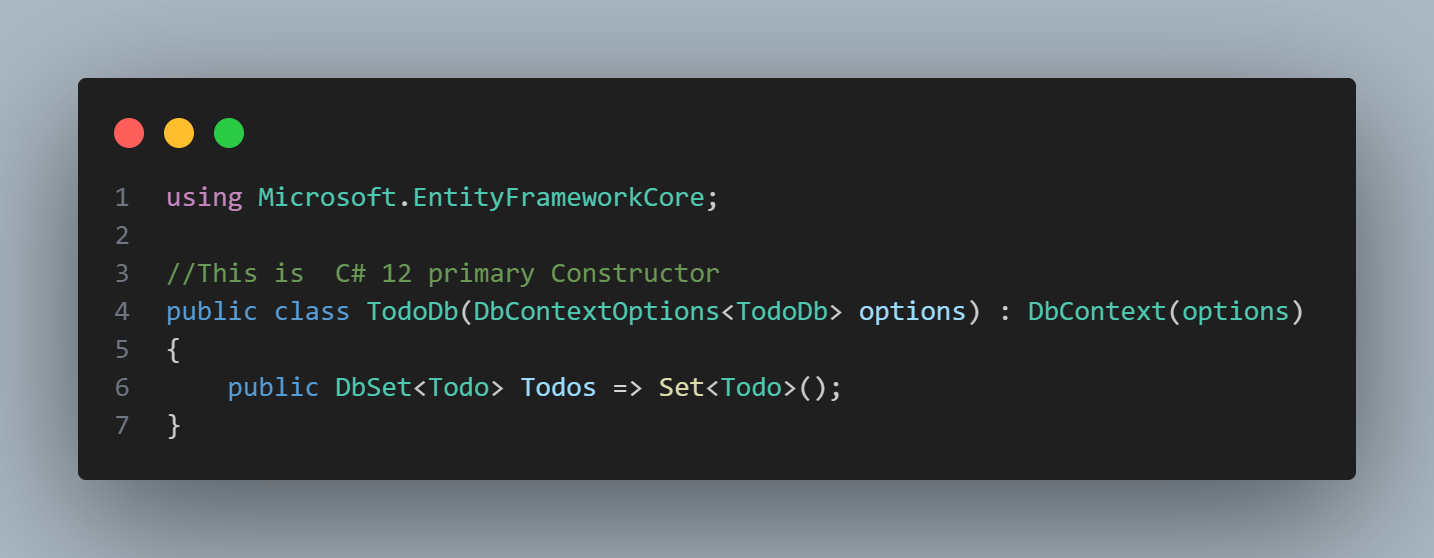 1 using Microsoft.EntityFrameworkCore;
2
3 //This is  C# 12 primary Constructor
4 public class TodoDb(DbContextOptions<TodoDb> options) : DbContext(options)
5 {
6     public DbSet<Todo> Todos => Set<Todo>();
7 }